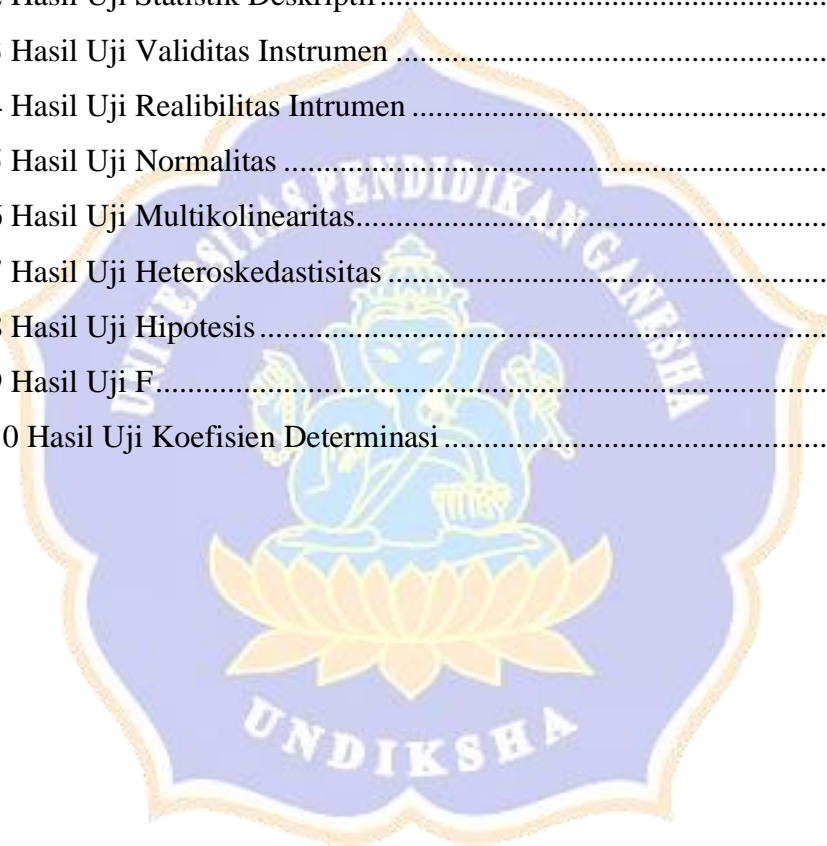 Hasil Uji Statistik Deskriptif
Hasil Uji Validitas Instrumen ................................................
Hasil Uji Realibilitas Intrumen ................................................
Hasil Uji Normalitas ................................................
Hasil Uji Multikolinearitas................................................
Hasil Uji Heteroskedastisitas ................................................
Hasil Uji Hipotesis................................................
Hasil Uji F................................................
0 Hasil Uji Koefisien Determinasi ................................................
UNIVERSITAS PENDIDIKAN GANESHA
UNDIKSHA